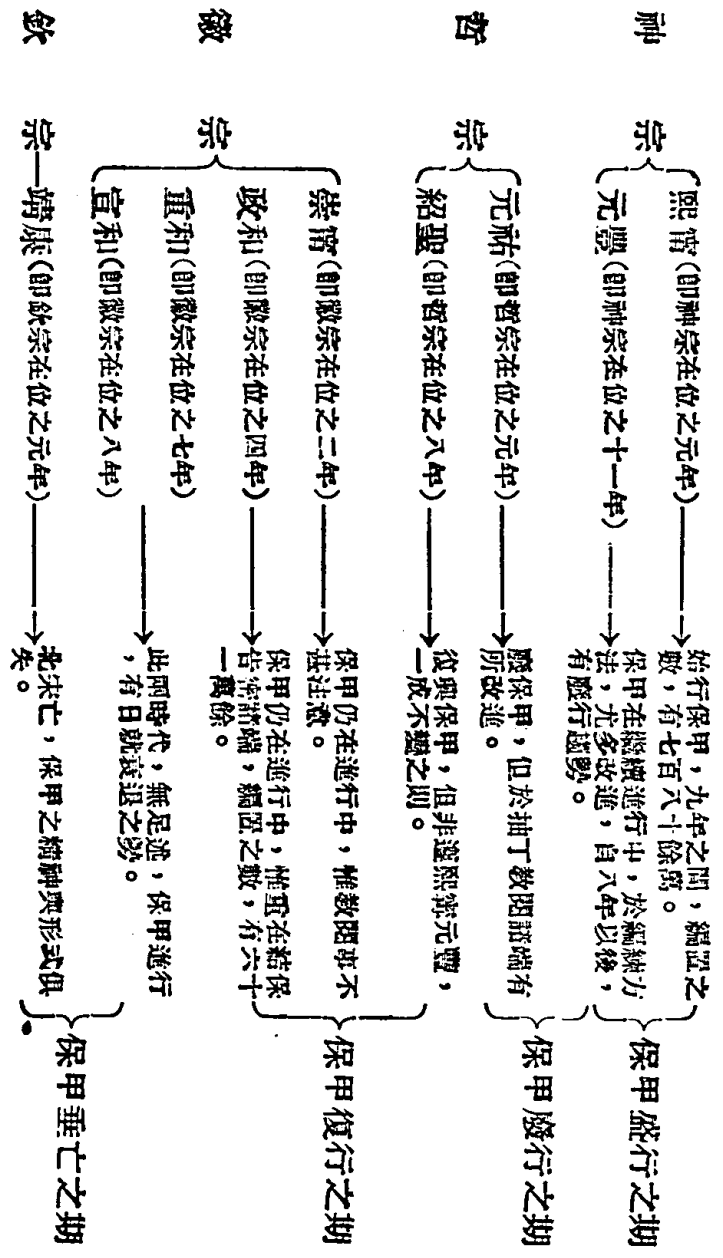 神宗
熙甯(即神宗在位之元年)
始行保甲，九年之間，編置之
數，有七百八十餘萬。
元豐(即神宗在位之十一年)
保甲在繼續進行中，於編練方
法，尤多改進，自八年以後，
有廢行趨勢。
保甲盛行之期
哲宗
元祐(即哲宗在位之元年)
廢保甲，但於抽丁教閱諸端有
所改進。
保甲廢行之期
紹聖(即哲宗在位之八年)
復興保甲，但非遵熙甯元豐，
一成不變之則。
徽宗
崇甯(即徽宗在位之二年)
保甲仍在進行中，惟教閱事不
甚注意。
政和(即徽宗在位之四年)
保甲仍在進行中，惟重在結保
告密諸端，編置之數，有六十
一萬餘。
保甲復行之期
重和(即徽宗在位之七年)
宣和(即徽宗在位之八年)
此兩時代，無足述，保甲進行
，有日就衰退之勢。
欽宗
靖康(即欽宗在位之元年)
北宋亡，保甲之精神與形式俱
失。
保甲垂亡之期